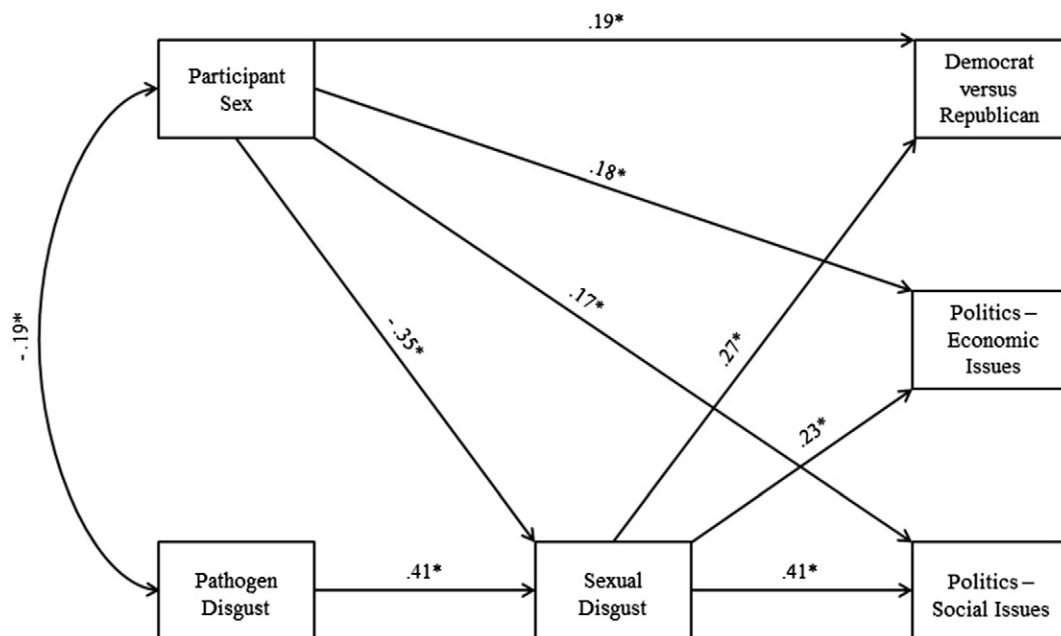 .19*
Participant
Sex
Democrat
versus
Republican
.18*
.17*
-.19*
-.35*
.27*
Politics –
Economic
Issues
.23*
Pathogen
Disgust
.41*
Sexual
Disgust
.41*
Politics –
Social Issues